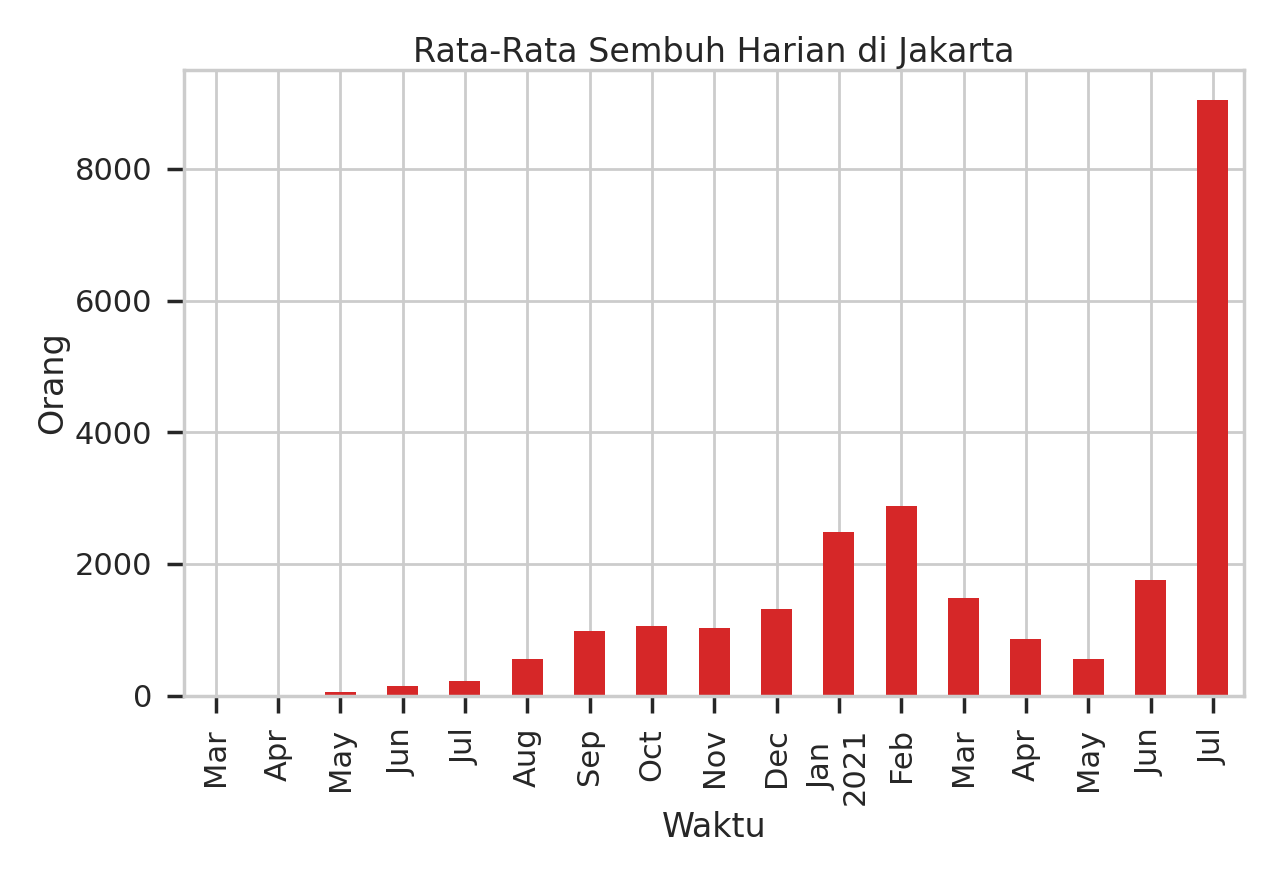 Rata-Rata Sembuh Harian di Jakarta
8000
6000
4000
2000
0
Orang
Mar
Apr
May
Jun
Jul
Aug
Sep
Oct
Nov
Dec
Jan
2021
Feb
Mar
Apr
May
Jun
Jul
Waktu